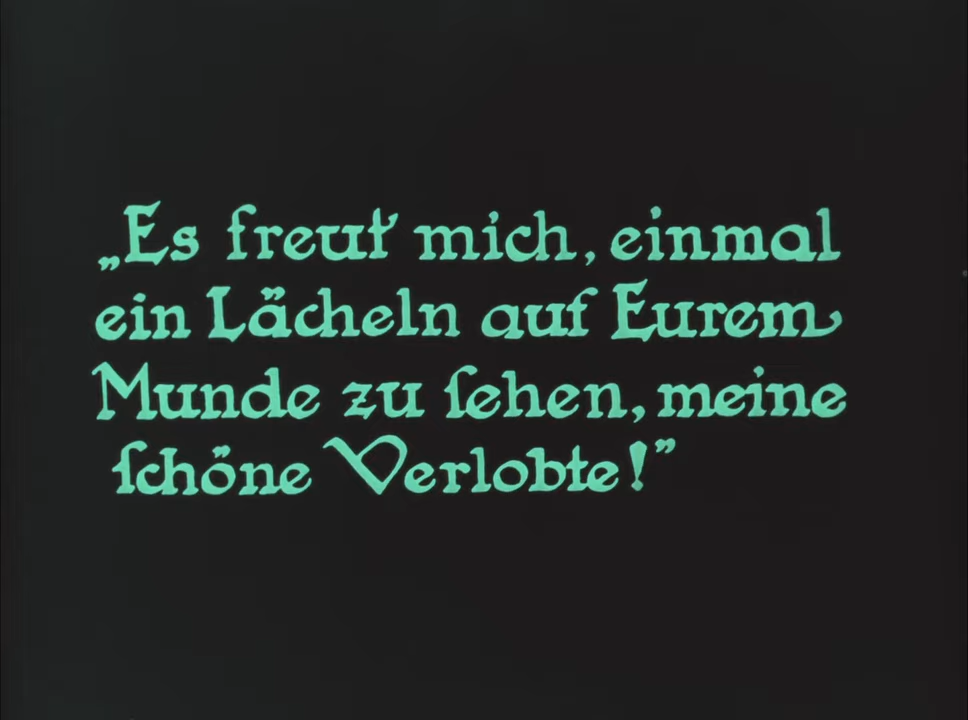 „Es freut mich, einmal
ein Lächeln auf Eurem
Munde zu ſehen, meine
ſchöne Verlobte!”